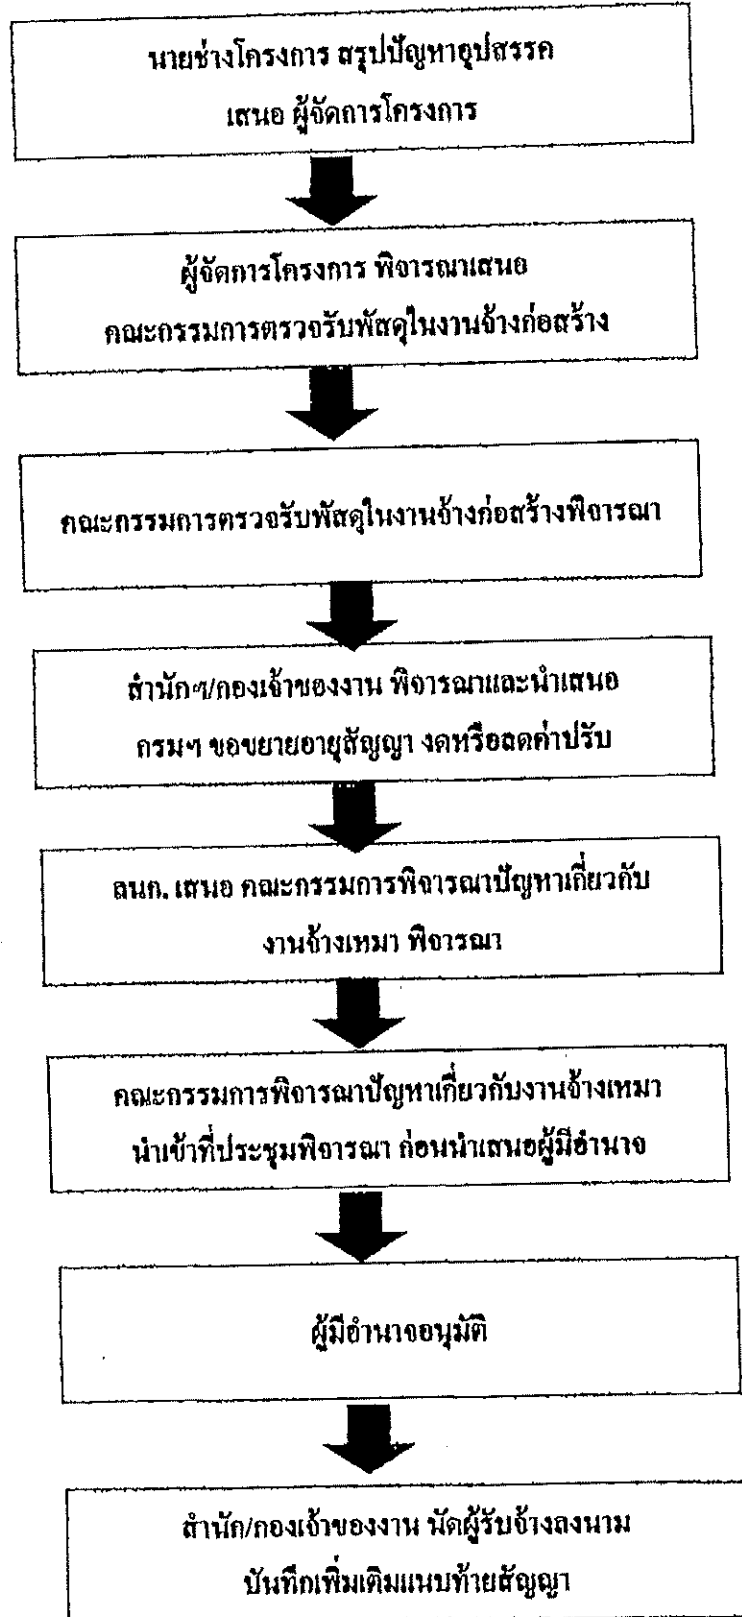 นายช่างโครงการ สรุปปัญหาอุปสรรค
เสนอ ผู้จัดการโครงการ
ผู้จัดการโครงการ พิจารณาเสนอ
คณะกรรมการตรวจรับพัสดุในงานจ้างก่อสร้าง
คณะกรรมการตรวจรับพัสดุในงานจ้างก่อสร้างพิจารณา
สำนักฯ/กองเจ้าของงาน พิจารณาและนำเสนอ
กรมฯ ขอขยายอายุสัญญา งดหรือลดค่าปรับ
ลนก. เสนอ คณะกรรมการพิจารณาปัญหาเกี่ยวกับ
งานจ้างเหมา พิจารณา
คณะกรรมการพิจารณาปัญหาเกี่ยวกับงานจ้างเหมา
นำเข้าที่ประชุมพิจารณา ก่อนนำเสนอผู้มีอำนาจ
ผู้มีอำนาจอนุมัติ
สำนัก/กองเจ้าของงาน นัดผู้รับจ้างลงนาม
บันทึกเพิ่มเติมแนบท้ายสัญญา